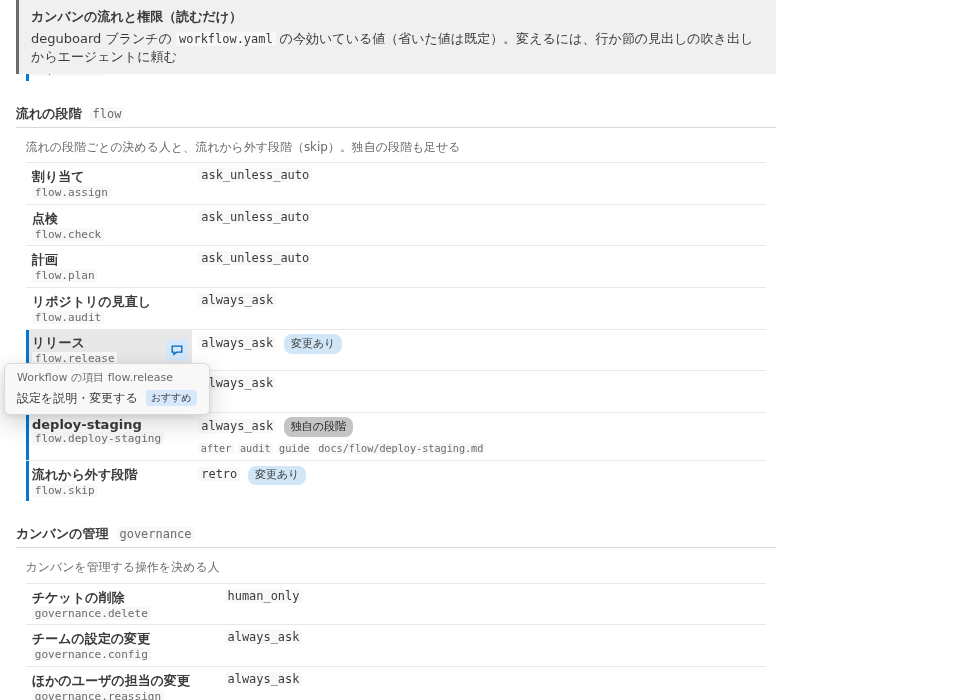 カンバンの流れと権限（読むだけ）
deguboard ブランチの workflow.yaml の今効いている値（省いた値は既定）。変えるには、行か節の見出しの吹き出し
からエージェントに頼む
流れの段階 flow
流れの段階ごとの決める人と、流れから外す段階（skip）。独自の段階も足せる
割り当て ask_unless_auto
flow.assign
点検 ask_unless_auto
flow.check
計画 ask_unless_auto
flow.plan
リポジトリの見直し always_ask
flow.audit
リリース always_ask 変更あり
flow.release
Workflow の項目 flow.release
設定を説明・変更する おすすめ
always_ask
deploy-staging always_ask 独自の段階
flow.deploy-staging
after audit guide docs/flow/deploy-staging.md
流れから外す段階 retro 変更あり
flow.skip
カンバンの管理 governance
カンバンを管理する操作を決める人
チケットの削除 human_only
governance.delete
チームの設定の変更 always_ask
governance.config
ほかのユーザの担当の変更 always_ask
governance.reassign